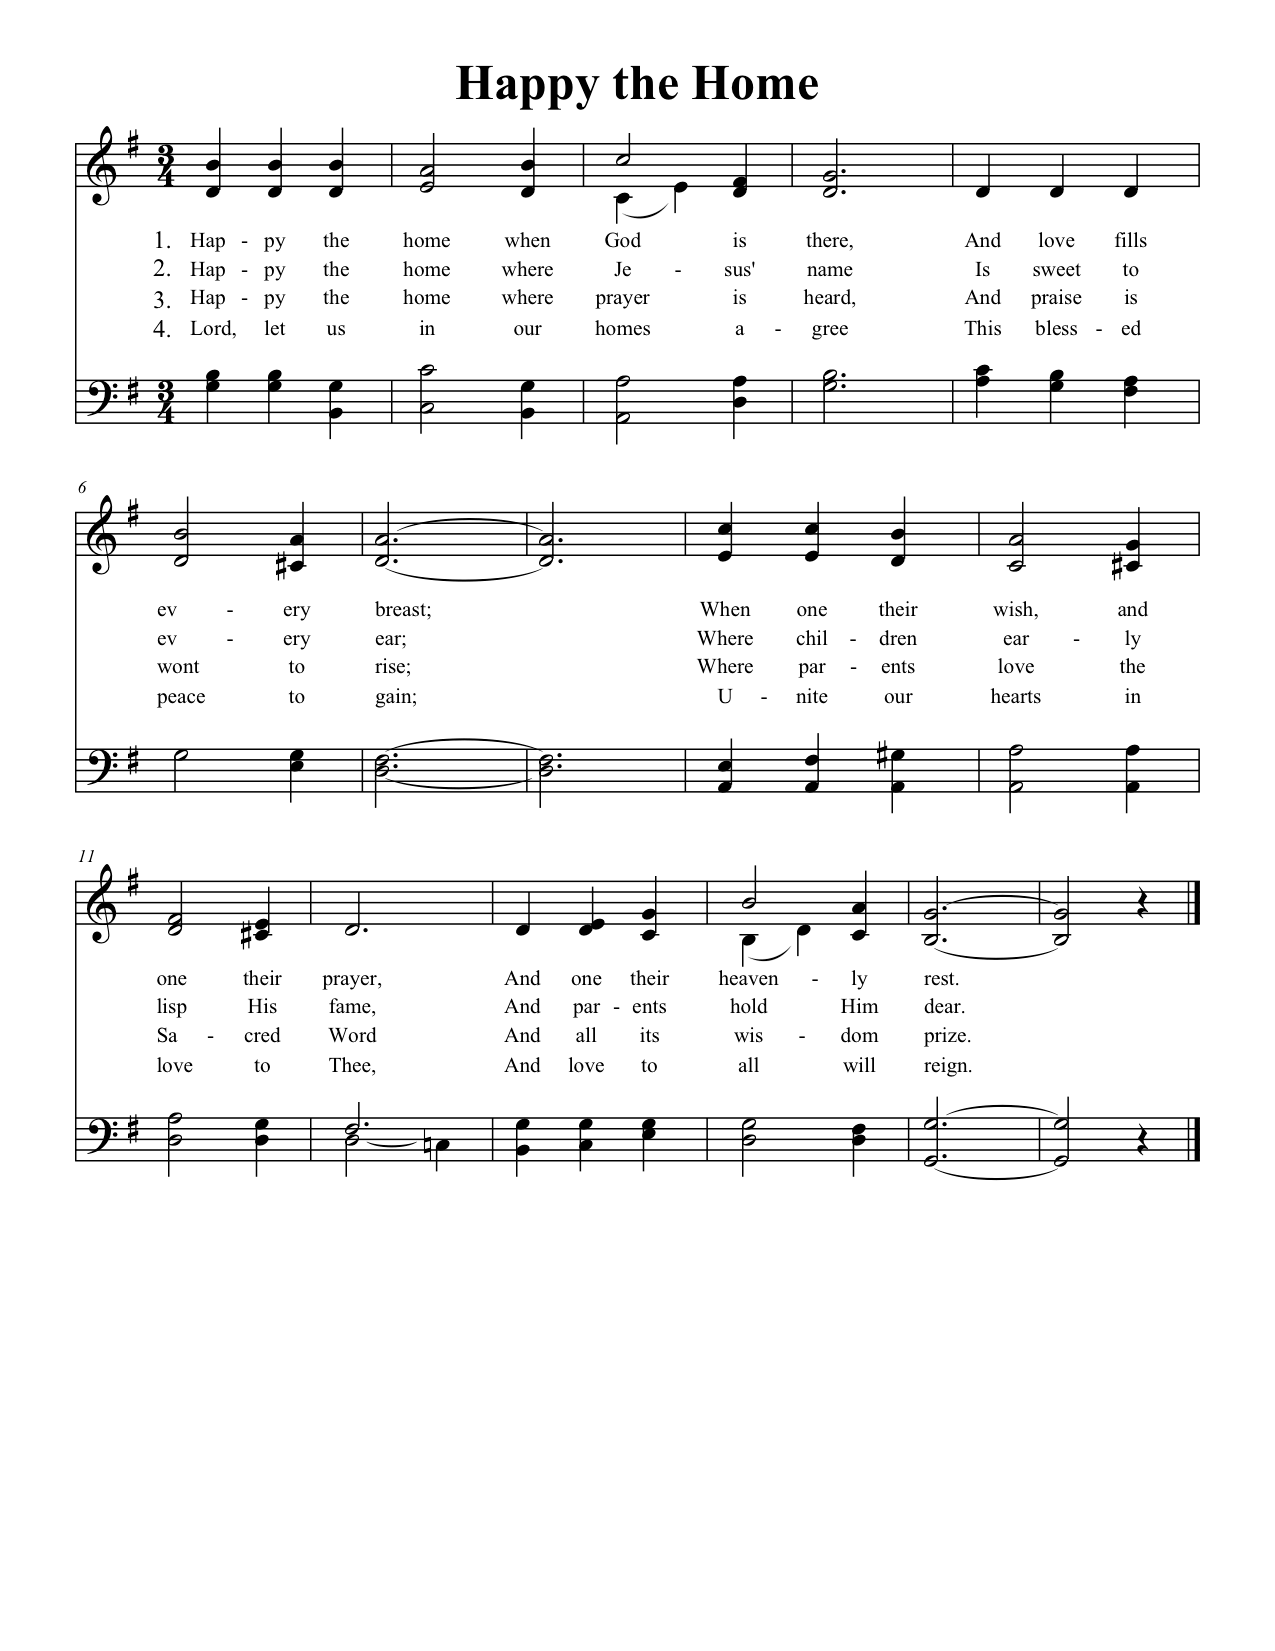 Happy the Home
3
4
1. Hap - py the home when God is there, And love fills
2. Hap - py the home where Je - sus' name Is sweet to
3. Hap - py the home where prayer is heard, And praise is
4. Lord, let us in our homes a - gree This bless - ed
3
4
6
ev - ery breast; When one their wish, and
ev - ery ear; Where chil - dren ear - ly
wont to rise; Where par - ents love the
peace to gain; U - nite our hearts in
11
one their prayer, And one their heaven - ly rest.
lisp His fame, And par - ents hold Him dear.
Sa - cred Word And all its wis - dom prize.
love to Thee, And love to all will reign.